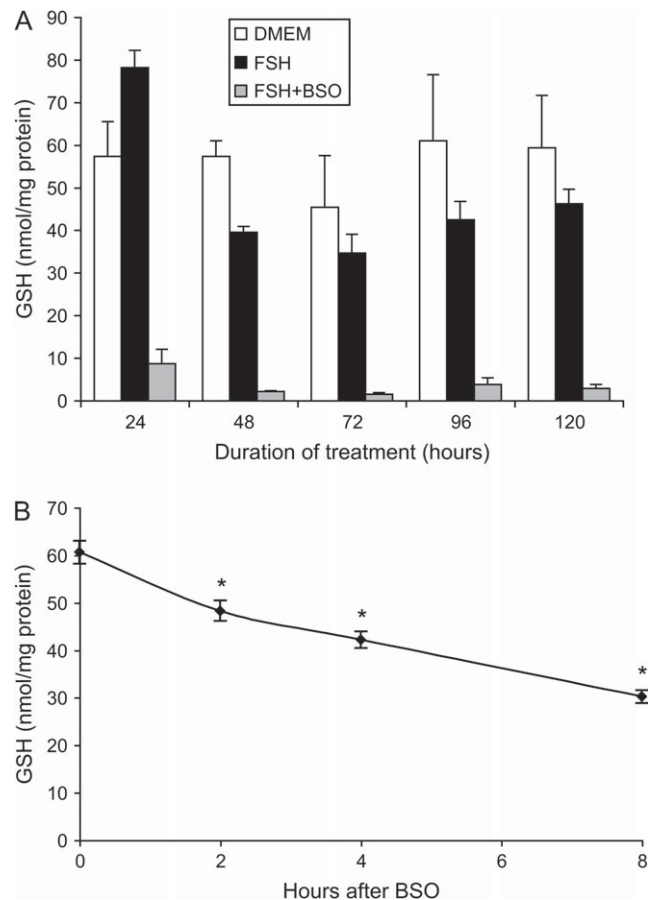 A
90
80
70
60
50
40
30
20
10
0
GSH (nmol/mg protein)
DMEM
FSH
FSH+BSO
24 48 72 96 120
Duration of treatment (hours)
B
70
60
50
40
30
20
10
0
GSH (nmol/mg protein)
*
*
*
0 2 4 6 8
Hours after BSO